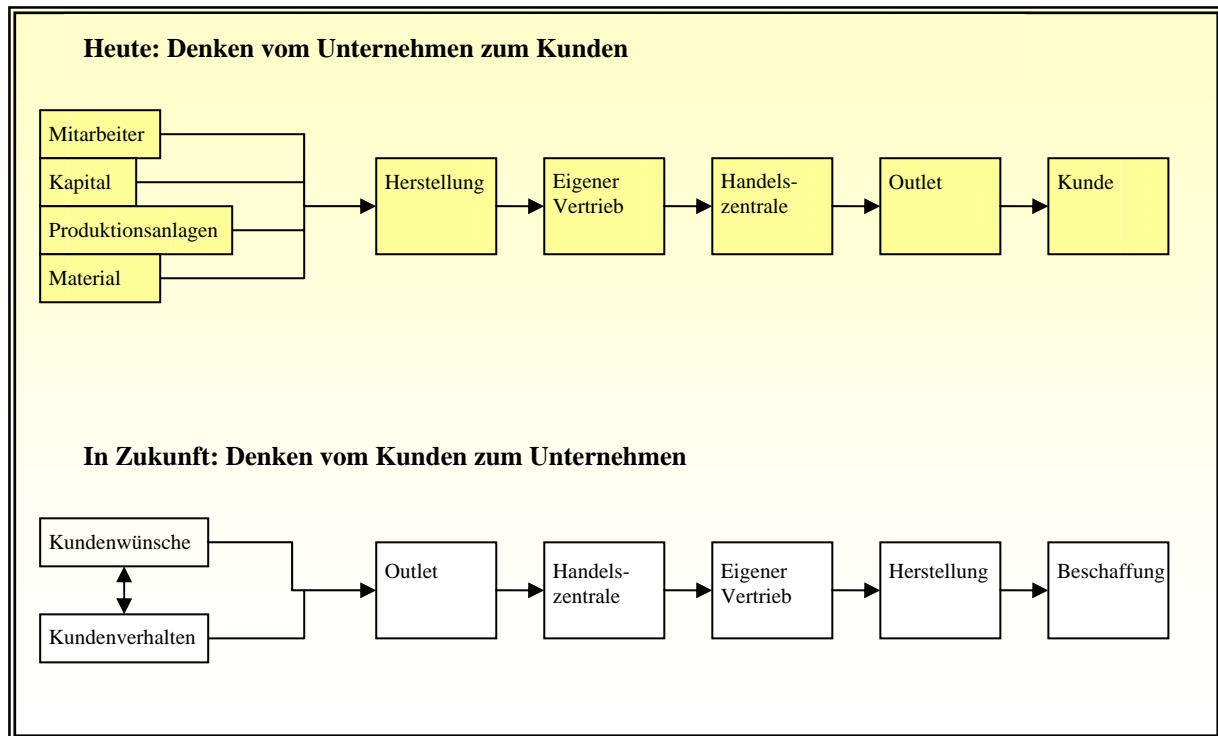 Heute: Denken vom Unternehmen zum Kunden
Mitarbeiter
Kapital
Produktionsanlagen
Material
Herstellung
Eigener
Vertrieb
Handels-
zentrale
Outlet
Kunde
In Zukunft: Denken vom Kunden zum Unternehmen
Kundenwünsche
Kundenverhalten
Outlet
Handels-
zentrale
Eigener
Vertrieb
Herstellung
Beschaffung